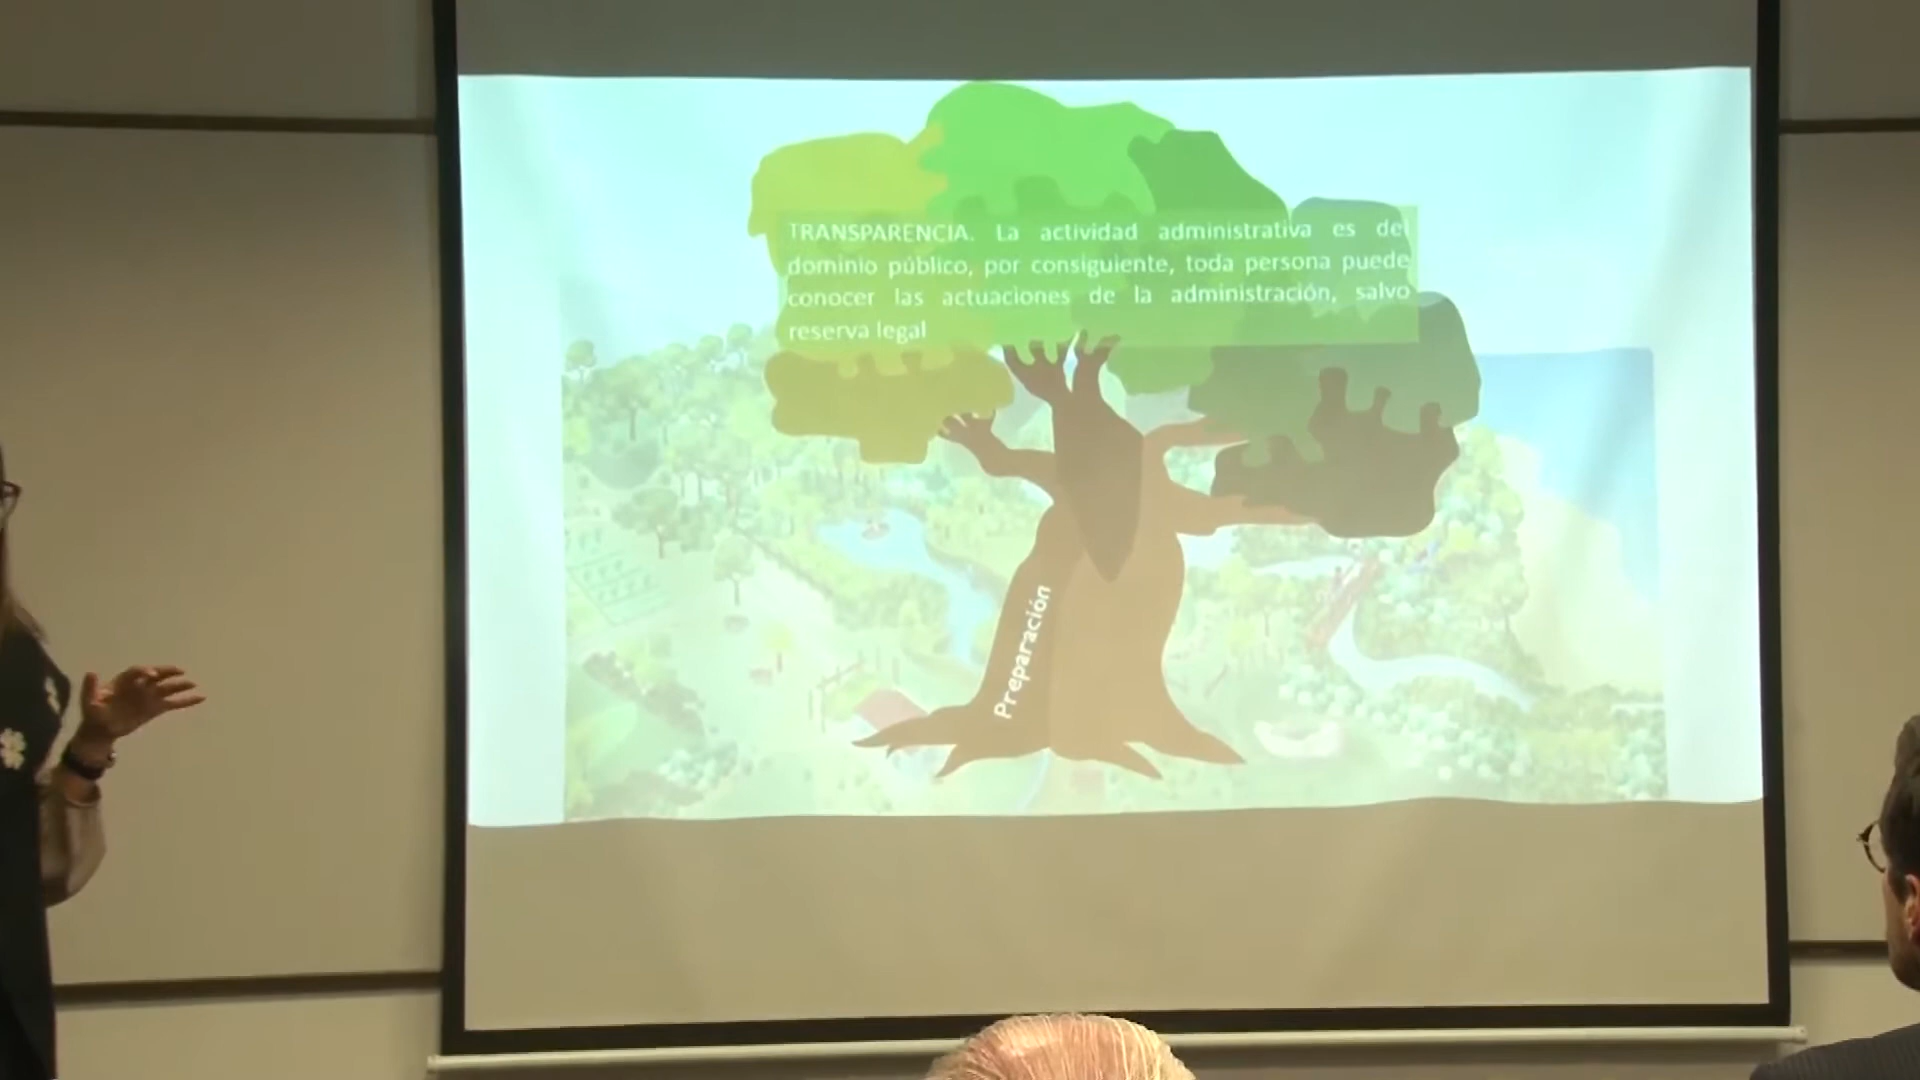 TRANSPARENCIA. La actividad administrativa es del
dominio público, por consiguiente, toda persona puede
conocer las actuaciones de la administración, salvo
reserva legal
Preparación